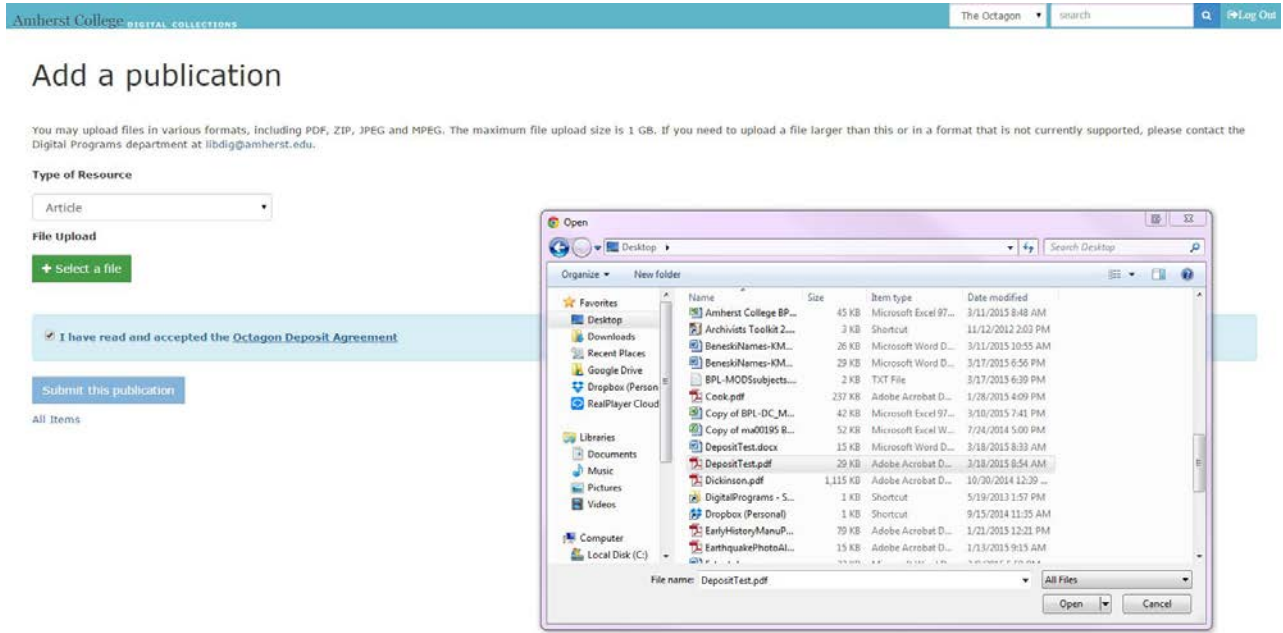 Amherst College DIGITAL COLLECTIONS
The Octagon
search
Log Out
Add a publication
You may upload files in various formats, including PDF, ZIP, JPEG and MPEG. The maximum file upload size is 1 GB. If you need to upload a file larger than this or in a format that is not currently supported, please contact the
Digital Programs department at libdig@amherst.edu.
Type of Resource
Article
File Upload
+ Select a file
I have read and accepted the Octagon Deposit Agreement
Submit this publication
All Items
Open
Desktop
Search Desktop
Organize
New folder
Favorites
Desktop
Downloads
Recent Places
Google Drive
Dropbox (Person
RealPlayer Cloud
Libraries
Documents
Music
Pictures
Videos
Computer
Local Disk (C:)
Name Size Item type Date modified
Amherst College BP... 45 KB Microsoft Excel 97... 3/11/2015 8:48 AM
Archivists Toolkit 2.... 3 KB Shortcut 11/12/2012 2:03 PM
BeneskiNames-KM... 26 KB Microsoft Word D... 3/11/2015 10:55 AM
BeneskiNames-KM... 29 KB Microsoft Word D... 3/17/2015 6:56 PM
BPL-MODSsubjects.... 2 KB TXT File 3/17/2015 6:39 PM
Cook.pdf 237 KB Adobe Acrobat D... 1/28/2015 4:09 PM
Copy of BPL-DC_M... 42 KB Microsoft Excel 97... 3/10/2015 7:41 PM
Copy of ma00195 B... 52 KB Microsoft Excel W... 7/24/2014 5:00 PM
DepositTest.docx 15 KB Microsoft Word D... 3/18/2015 8:33 AM
DepositTest.pdf 29 KB Adobe Acrobat D... 3/18/2015 8:54 AM
Dickinson.pdf 1,115 KB Adobe Acrobat D... 10/30/2014 12:39 ...
DigitalPrograms - S... 1 KB Shortcut 5/19/2013 1:57 PM
Dropbox (Personal) 1 KB Shortcut 9/15/2014 11:35 AM
EarlyHistoryManuP... 79 KB Adobe Acrobat D... 1/21/2015 12:21 PM
EarthquakePhotoAl... 15 KB Adobe Acrobat D... 1/13/2015 9:15 AM
File name: DepositTest.pdf
All Files
Open
Cancel